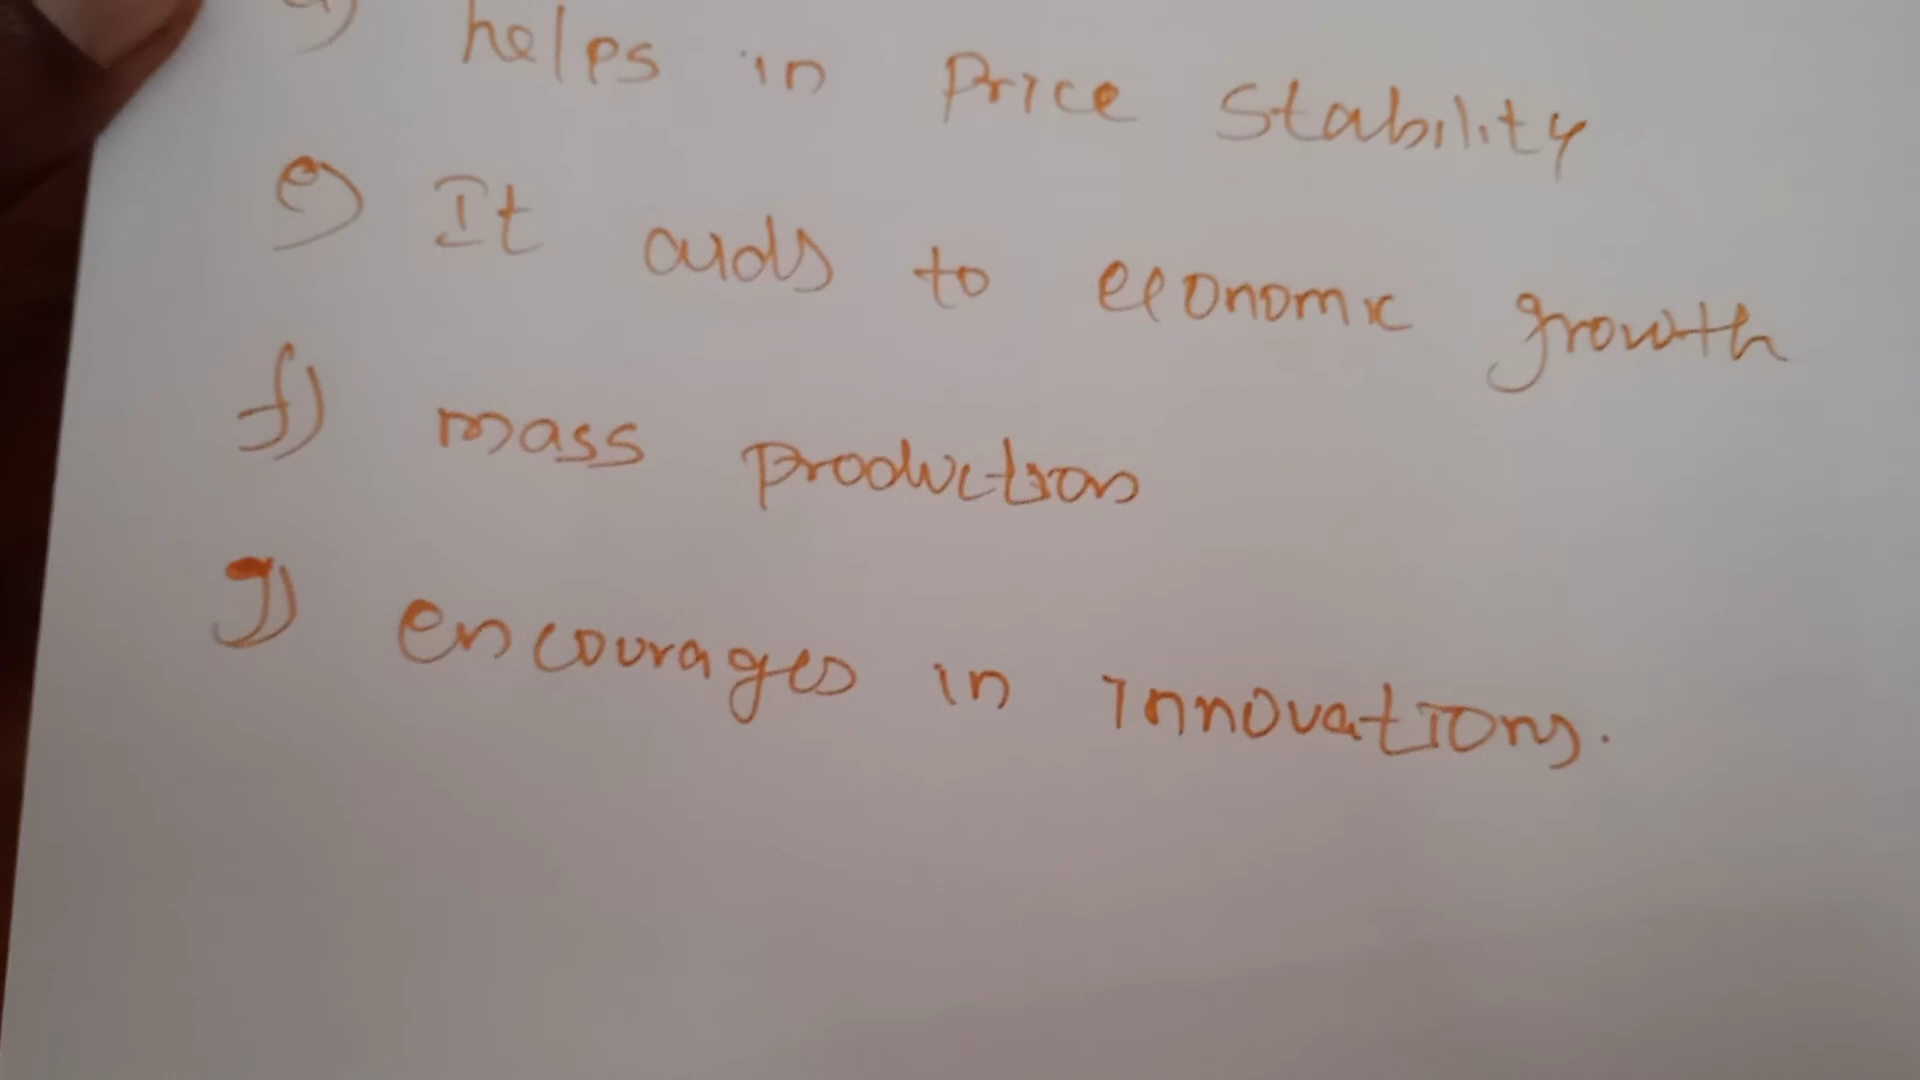 helps in Price Stability
e) It aids to economic growth
f) mass production
g) encourages in innovations.